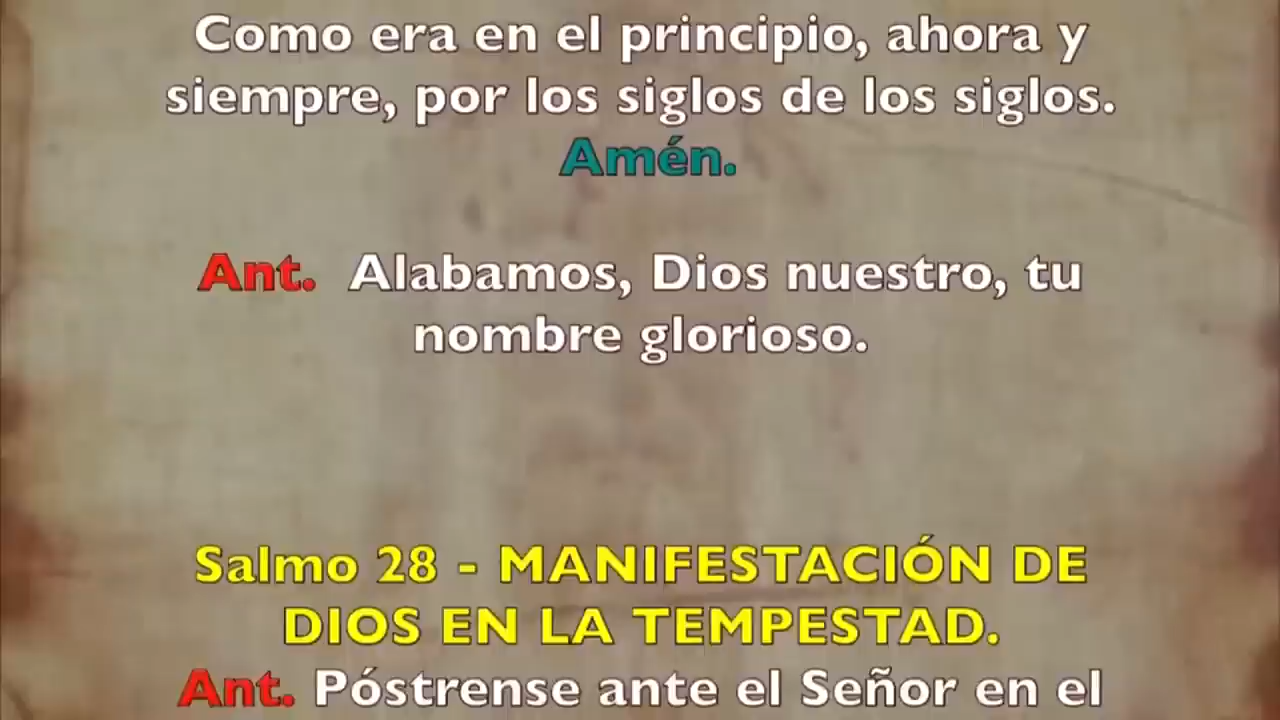 Como era en el principio, ahora y
siempre, por los siglos de los siglos.
Amén.
Ant. Alabamos, Dios nuestro, tu
nombre glorioso.
Salmo 28 - MANIFESTACIÓN DE
DIOS EN LA TEMPESTAD.
Ant. Póstrense ante el Señor en el